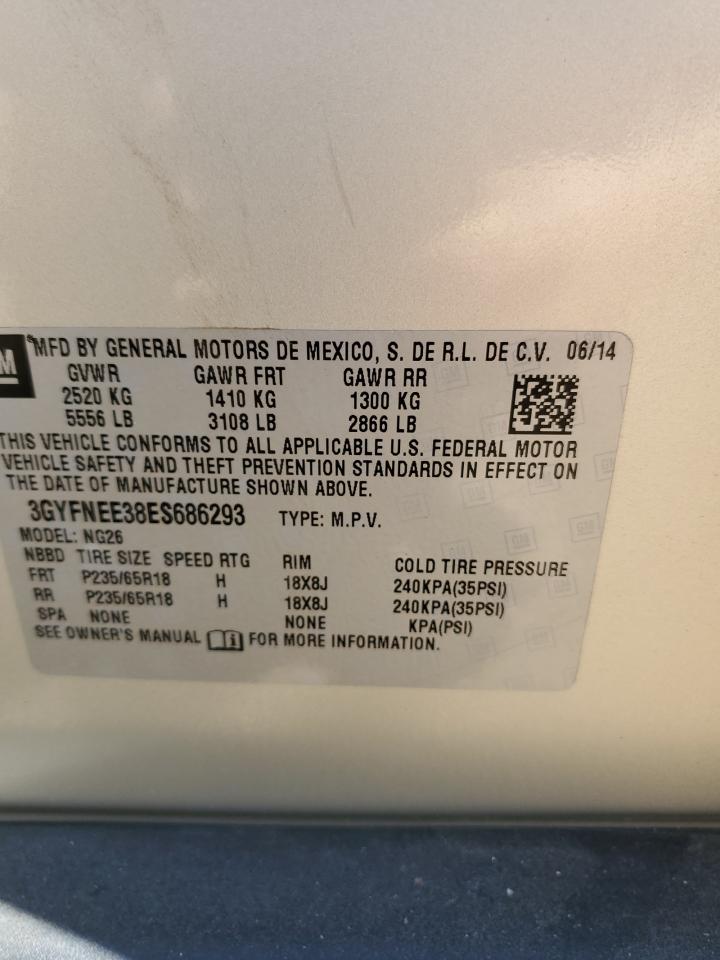 GM
MFD BY GENERAL MOTORS DE MEXICO, S. DE R.L. DE C.V. 06/14
GVWR GAWR FRT GAWR RR
2520 KG 1410 KG 1300 KG
5556 LB 3108 LB 2866 LB
THIS VEHICLE CONFORMS TO ALL APPLICABLE U.S. FEDERAL MOTOR
VEHICLE SAFETY AND THEFT PREVENTION STANDARDS IN EFFECT ON
THE DATE OF MANUFACTURE SHOWN ABOVE.
3GYFNEE38ES686293 TYPE: M.P.V.
MODEL: NG26
NBBD TIRE SIZE SPEED RTG RIM COLD TIRE PRESSURE
FRT P235/65R18 H 18X8J 240KPA(35PSI)
RR P235/65R18 H 18X8J 240KPA(35PSI)
SPA NONE NONE KPA(PSI)
SEE OWNER'S MANUAL FOR MORE INFORMATION.